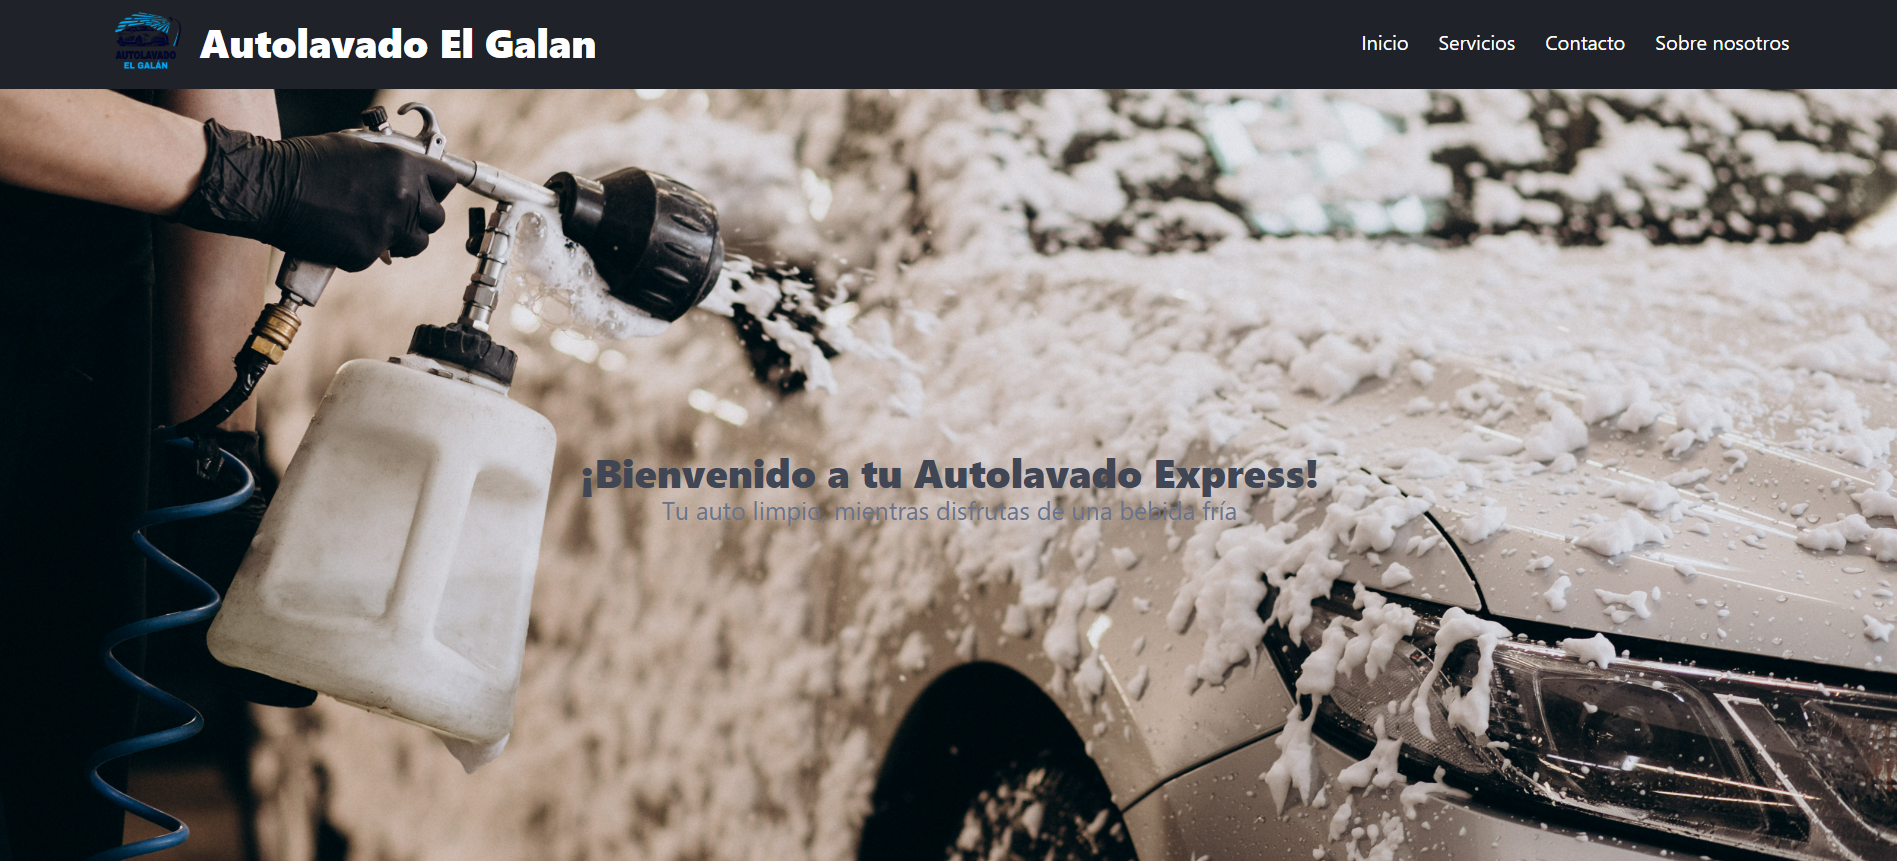 AUTOLAVADO
EL GALÁN
Autolavado El Galan
Inicio Servicios Contacto Sobre nosotros
¡Bienvenido a tu Autolavado Express!
Tu auto limpio, mientras disfrutas de una bebida fría